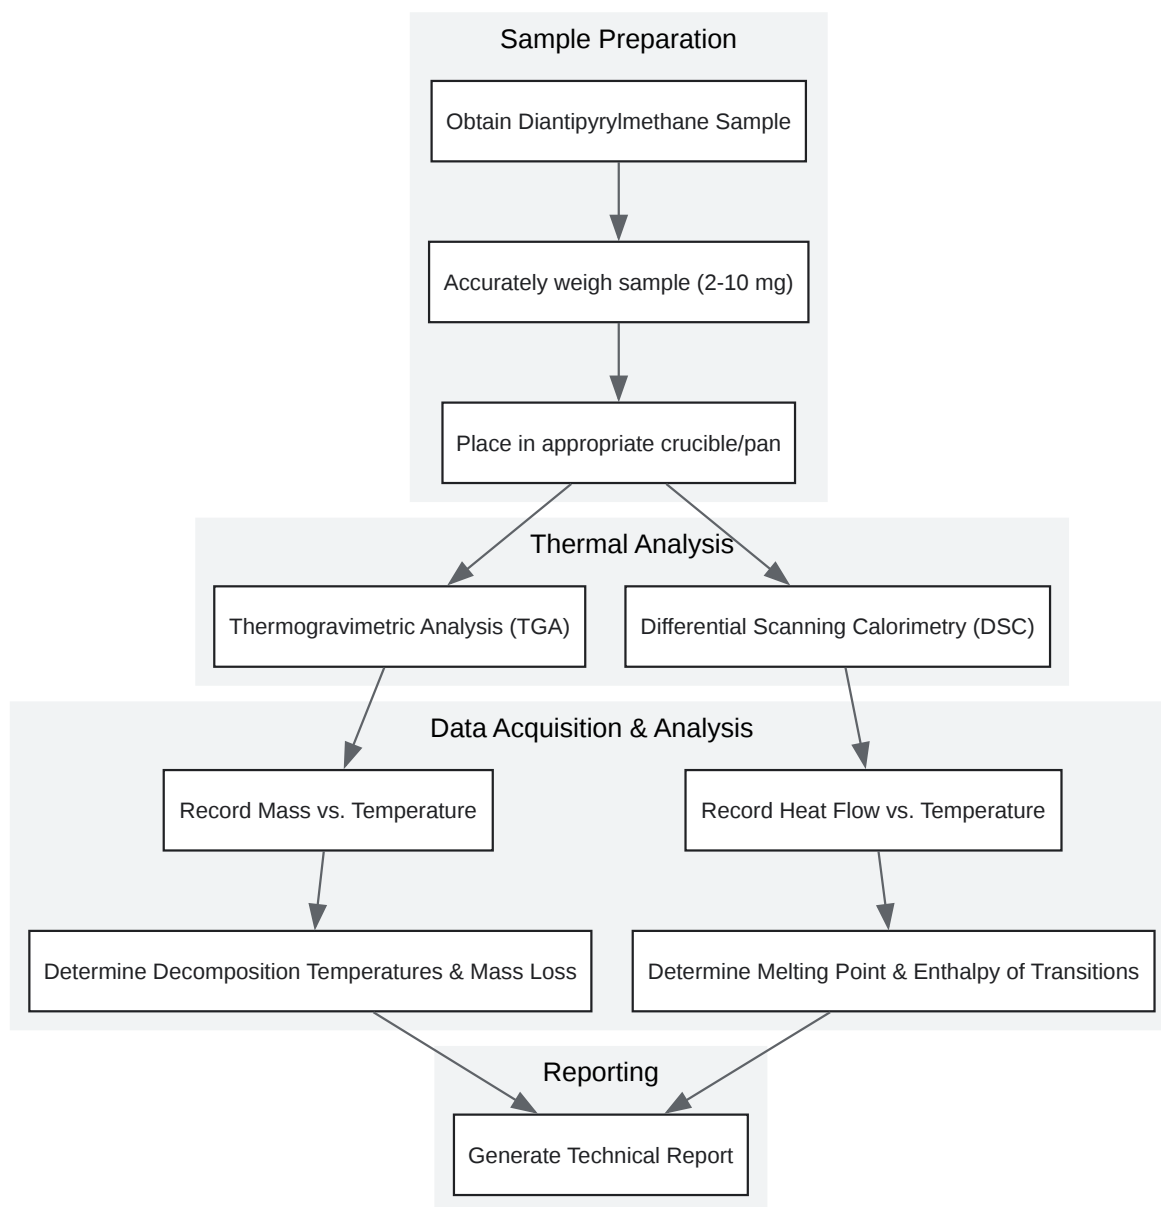 Sample Preparation
Obtain Diantipyrylmethane Sample
Accurately weigh sample (2-10 mg)
Place in appropriate crucible/pan
Thermal Analysis
Thermogravimetric Analysis (TGA)
Differential Scanning Calorimetry (DSC)
Data Acquisition & Analysis
Record Mass vs. Temperature
Record Heat Flow vs. Temperature
Determine Decomposition Temperatures & Mass Loss
Determine Melting Point & Enthalpy of Transitions
Reporting
Generate Technical Report